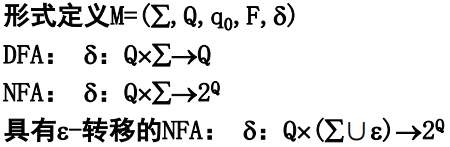 形式定义M=(∑,Q,q₀,F,δ)
DFA： δ：Q×∑→Q
NFA： δ：Q×∑→2^Q
具有ε-转移的NFA： δ：Q×(∑∪ε)→2^Q